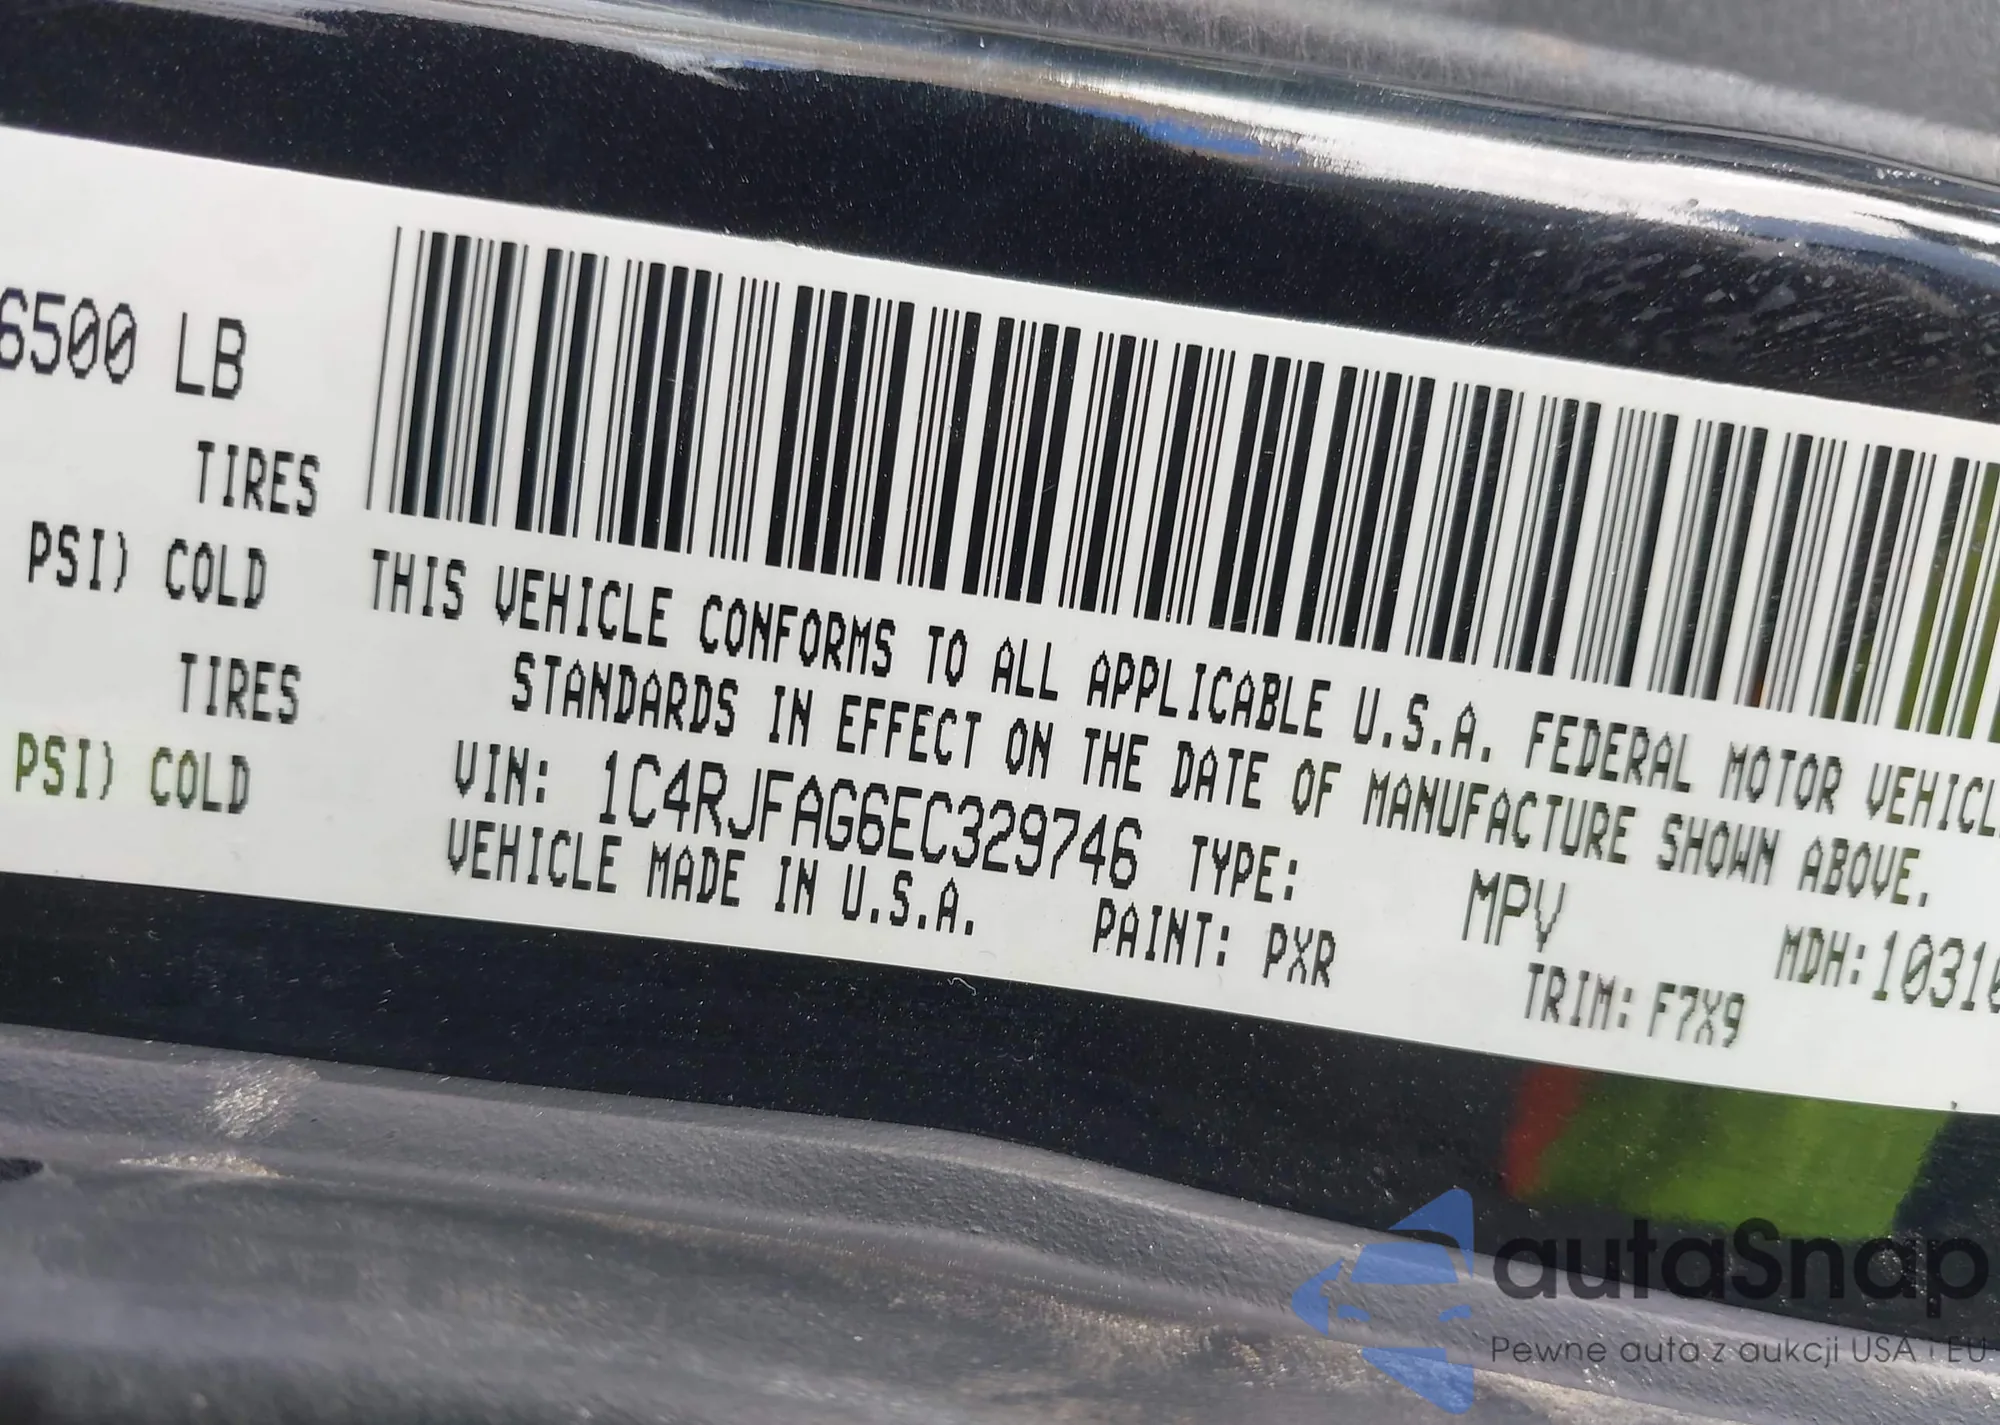 6500 LB
TIRES
PSI) COLD
TIRES
PSI) COLD
THIS VEHICLE CONFORMS TO ALL APPLICABLE U.S.A. FEDERAL MOTOR VEHICL
STANDARDS IN EFFECT ON THE DATE OF MANUFACTURE SHOWN ABOVE.
VIN: 1C4RJFAG6EC329746 TYPE: MPV MDH:10310
VEHICLE MADE IN U.S.A. PAINT: PXR TRIM: F7X9
autaSnap
Pewne auta z aukcji USA i EU